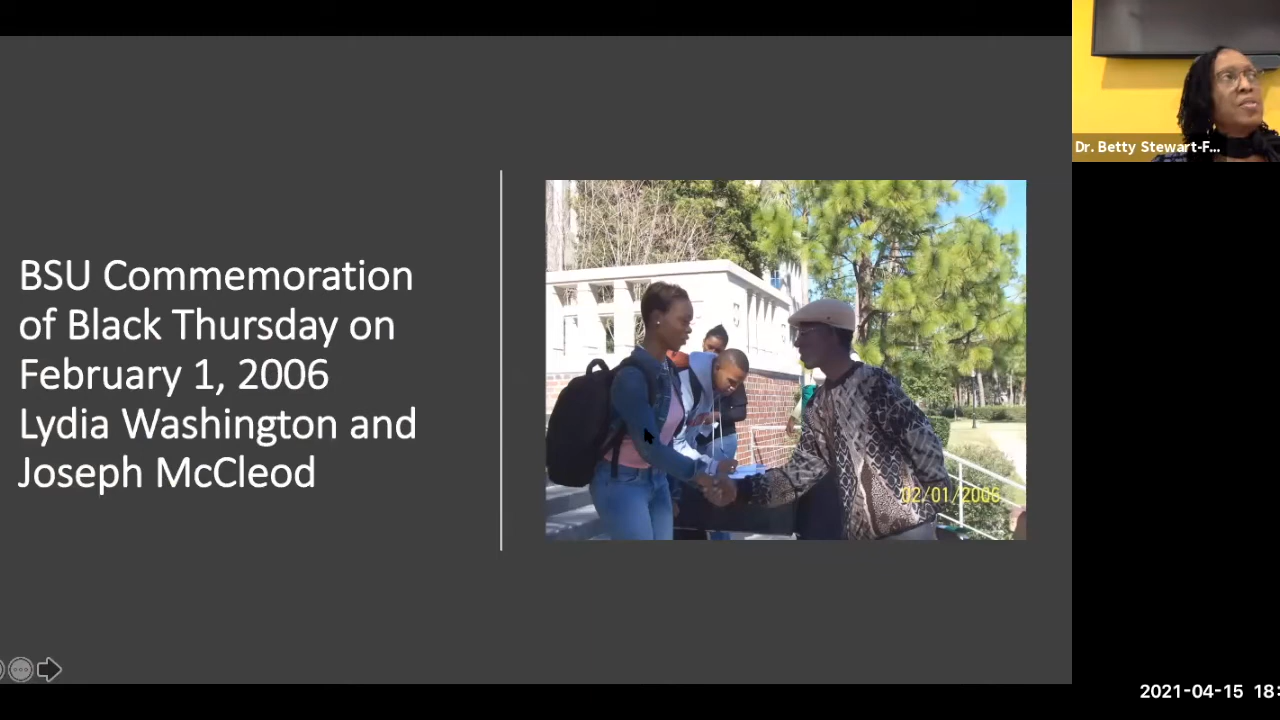 BSU Commemoration
of Black Thursday on
February 1, 2006
Lydia Washington and
Joseph McCleod
02/01/2006
Dr. Betty Stewart-F...
2021-04-15 18: